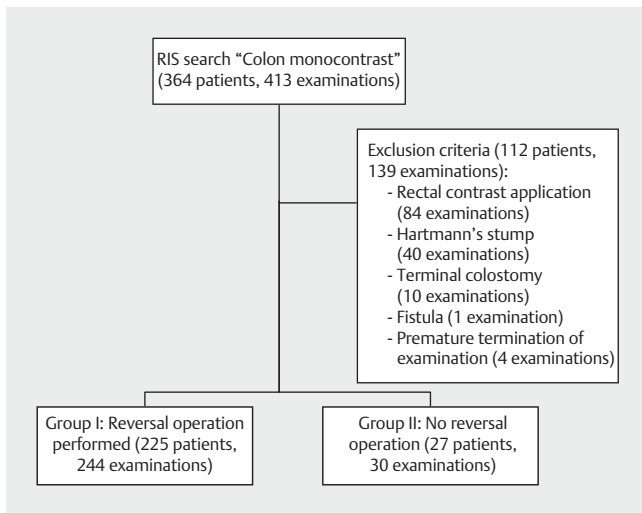 RIS search “Colon monocontrast”
(364 patients, 413 examinations)
Exclusion criteria (112 patients,
139 examinations):
- Rectal contrast application
(84 examinations)
- Hartmann’s stump
(40 examinations)
- Terminal colostomy
(10 examinations)
- Fistula (1 examination)
- Premature termination of
examination (4 examinations)
Group I: Reversal operation
performed (225 patients,
244 examinations)
Group II: No reversal
operation (27 patients,
30 examinations)